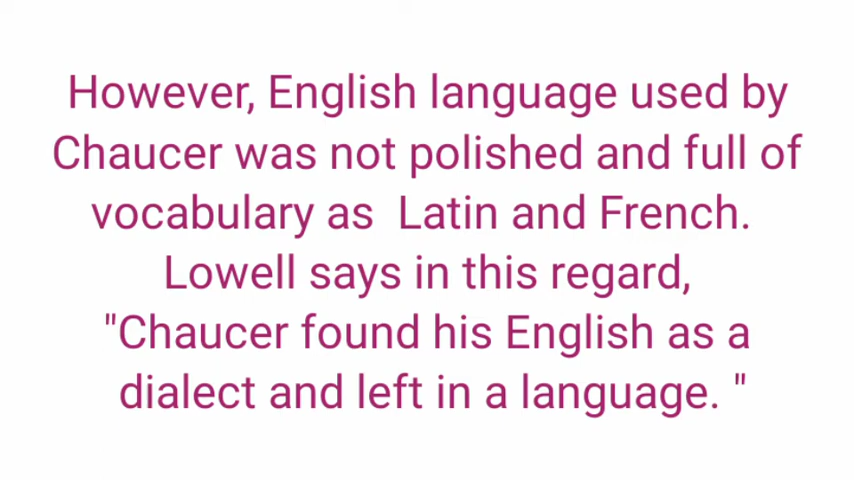 However, English language used by
Chaucer was not polished and full of
vocabulary as Latin and French.
Lowell says in this regard,
"Chaucer found his English as a
dialect and left in a language. "